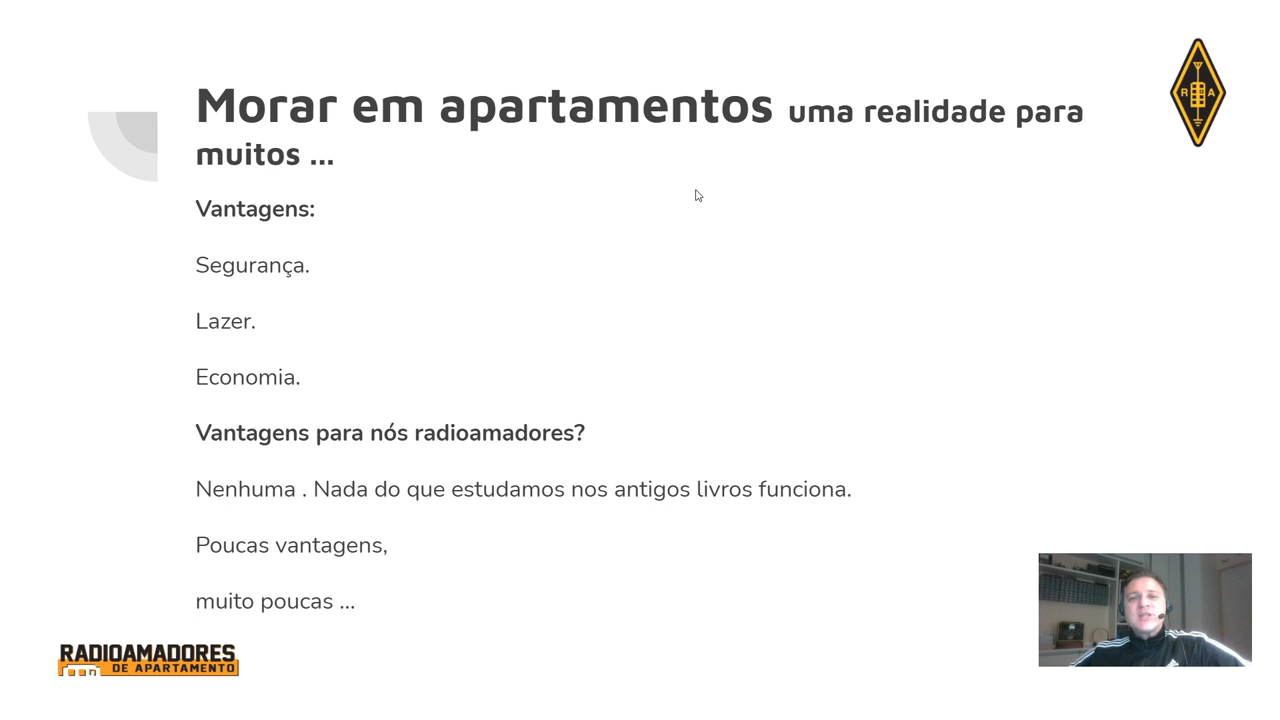 Morar em apartamentos uma realidade para
muitos ...
R A
Vantagens:
Segurança.
Lazer.
Economia.
Vantagens para nós radioamadores?
Nenhuma . Nada do que estudamos nos antigos livros funciona.
Poucas vantagens,
muito poucas ...
RADIOAMADORES
DE APARTAMENTO